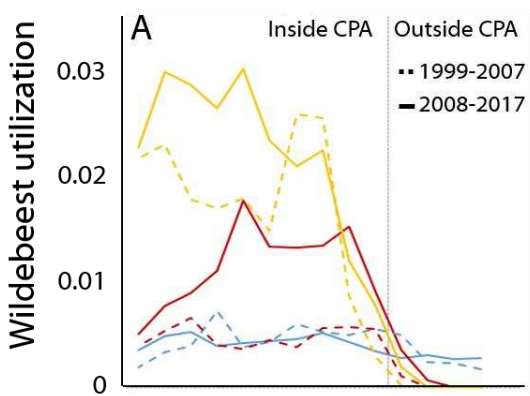 A
Inside CPA
Outside CPA
1999-2007
2008-2017
Wildebeest utilization
0.03
0.02
0.01
0